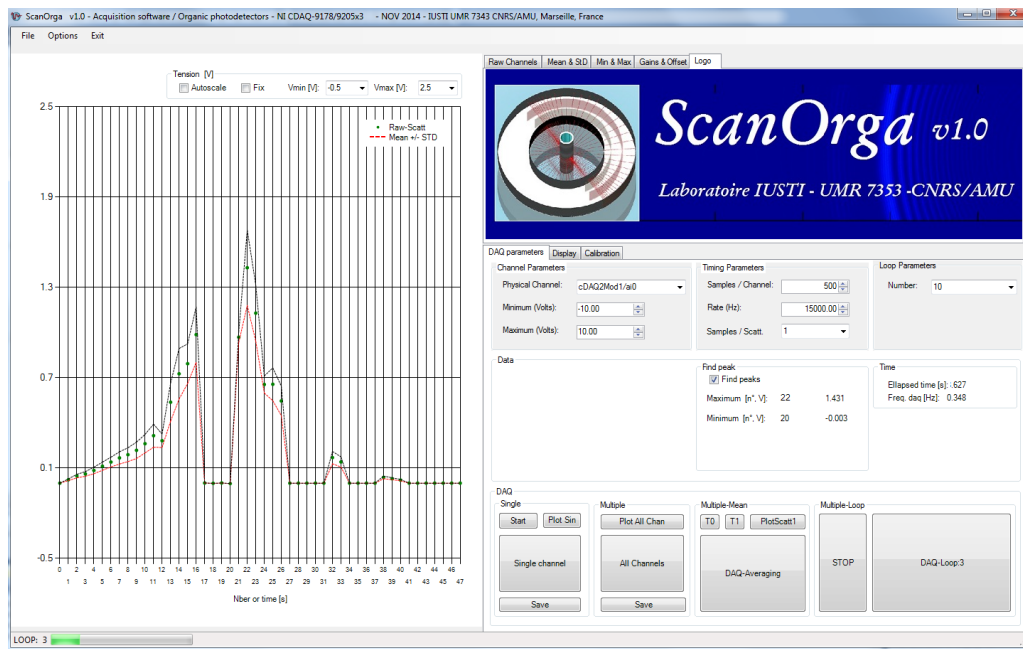 ScanOrga v1.0 - Acquisition software / Organic photodetectors - NI CDAQ-9178/9205x3 - NOV 2014 - IUSTI UMR 7343 CNRS/AMU, Marseille, France
File Options Exit
Tension [V]
Autoscale Fix Vmin [V]: -0.5 Vmax [V]: 2.5
2.5
Raw-Scatt
Mean +/- STD
1.9
1.3
0.7
0.1
-0.5
0 2 4 6 8 10 12 14 16 18 20 22 24 26 28 30 32 34 36 38 40 42 44 46
1 3 5 7 9 11 13 15 17 19 21 23 25 27 29 31 33 35 37 39 41 43 45 47
Nber or time [s]
Raw Channels Mean & StD Min & Max Gains & Offset Logo
ScanOrga v1.0
Laboratoire IUSTI - UMR 7353 -CNRS/AMU
DAQ parameters Display Calibration
Channel Parameters
Physical Channel: cDAQ2Mod1/ai0
Minimum (Volts): -10.00
Maximum (Volts): 10.00
Timing Parameters
Samples / Channel: 500
Rate (Hz): 15000.00
Samples / Scatt. 1
Loop Parameters
Number: 10
Data
Find peak
Find peaks
Maximum [n°, V]: 22 1.431
Minimum [n°, V]: 20 -0.003
Time
Ellapsed time [s]:
Freq. daq [Hz]: 0.348
DAQ
Single
Start Plot Sin
Single channel
Save
Multiple
Plot All Chan
All Channels
Save
Multiple-Mean
T0 T1 PlotScatt1
DAQ-Averaging
Multiple-Loop
STOP DAQ-Loop:3
LOOP: 3